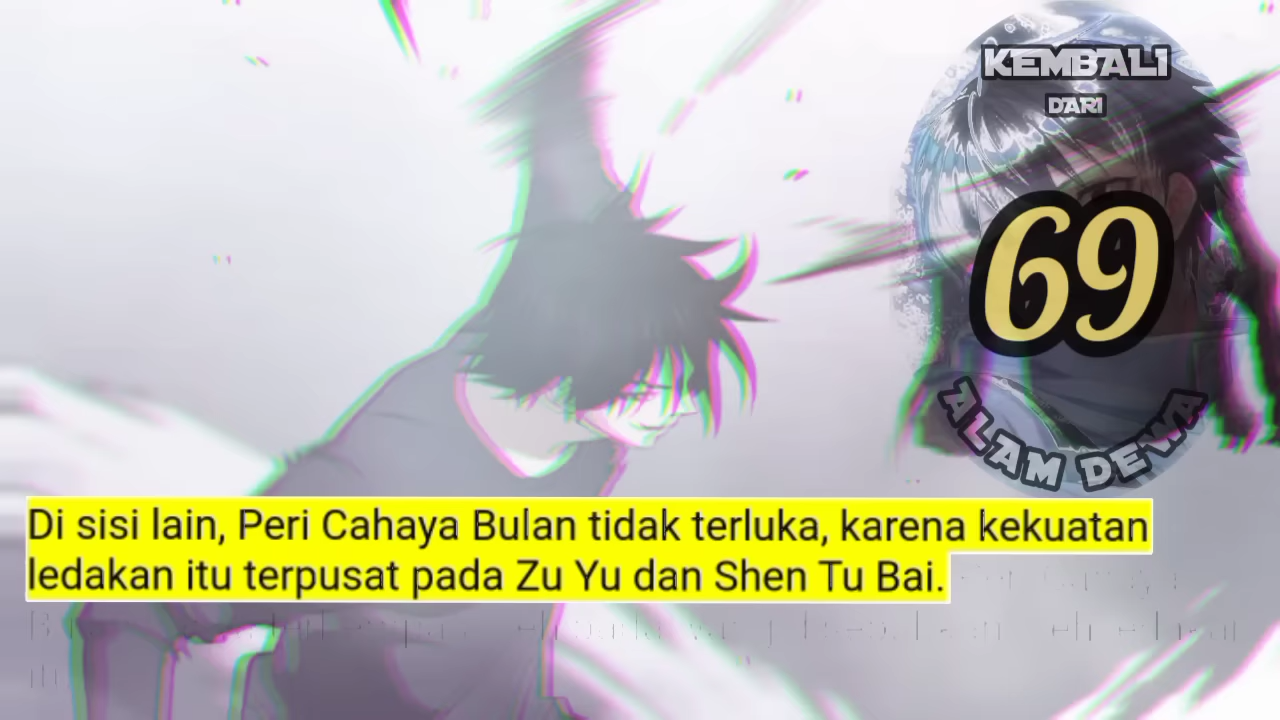 KEMBALI
DARI
69
ALAM DEWA
Di sisi lain, Peri Cahaya Bulan tidak terluka, karena kekuatan
ledakan itu terpusat pada Zu Yu dan Shen Tu Bai.